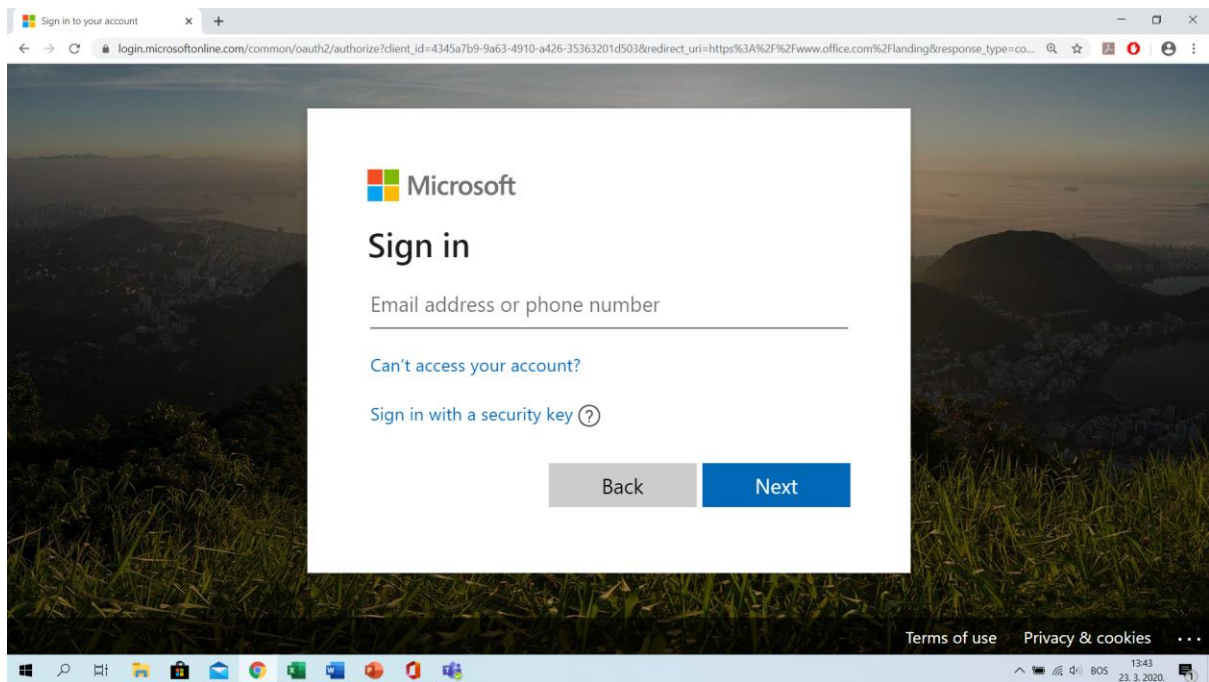 Sign in to your account
login.microsoftonline.com/common/oauth2/authorize?client_id=4345a7b9-9a63-4910-a426-35363201d503&redirect_uri=https%3A%2F%2Fwww.office.com%2Flanding&response_type=co...
Microsoft
Sign in
Email address or phone number
Can't access your account?
Sign in with a security key
Back Next
Terms of use Privacy & cookies
BOS 13:43
23. 3. 2020.